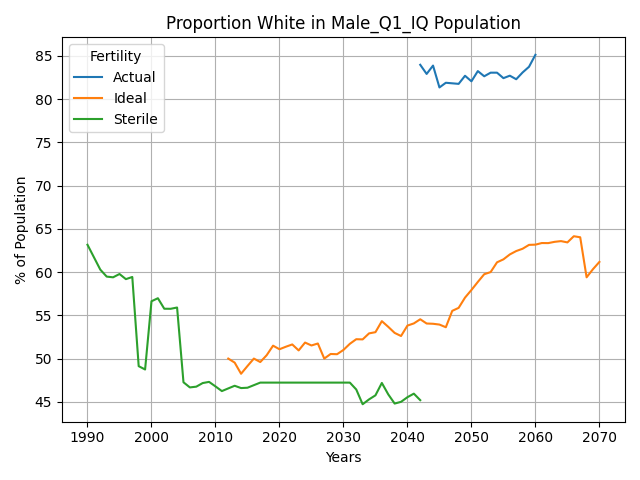 Proportion White in Male_Q1_IQ Population
Fertility
Actual
Ideal
Sterile
% of Population
85
80
75
70
65
60
55
50
45
1990
2000
2010
2020
2030
2040
2050
2060
2070
Years